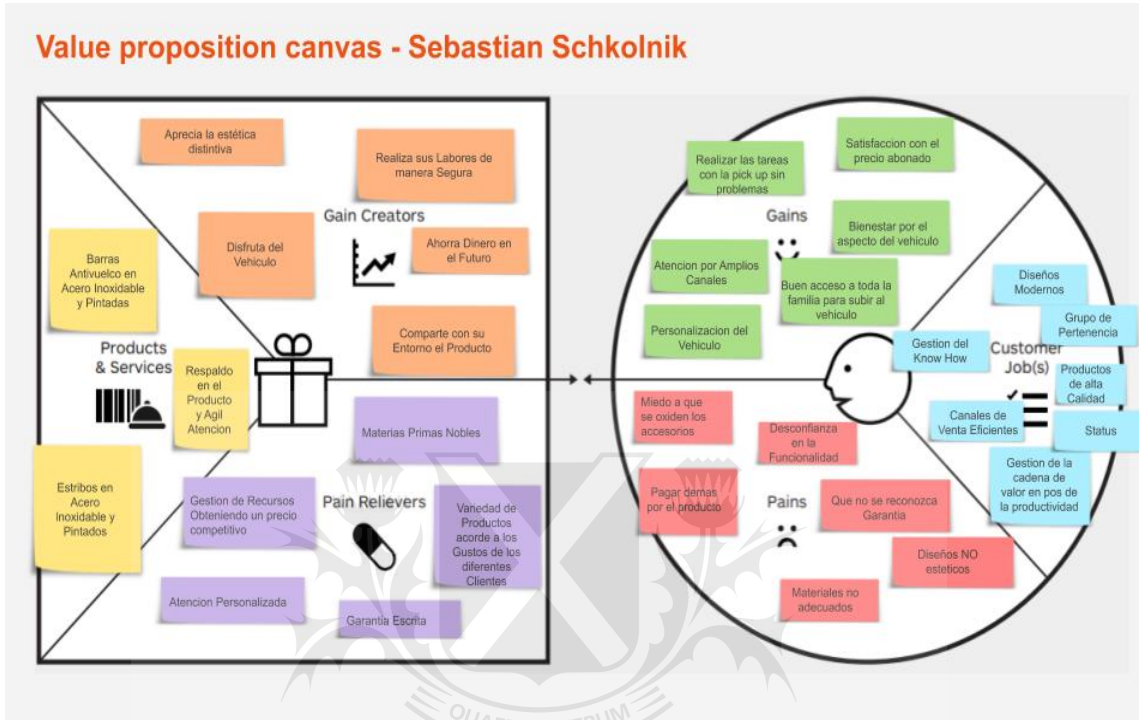 Value proposition canvas - Sebastian Schkolnik
Aprecia la estética
distintiva
Realiza sus Labores de
manera Segura
Gain Creators
Disfruta del
Vehiculo
Ahorra Dinero en
el Futuro
Comparte con su
Entorno el Producto
Barras
Antivuelco en
Acero Inoxidable
y Pintadas
Products
& Services
Respaldo
en el
Producto
y Agil
Atencion
Estribos en
Acero
Inoxidable y
Pintados
Materias Primas Nobles
Gestion de Recursos
Obteniendo un precio
competitivo
Pain Relievers
Variedad de
Productos
acorde a los
Gustos de los
diferentes
Clientes
Atencion Personalizada
Garantia Escrita
Realizar las tareas
con la pick up sin
problemas
Satisfaccion con el
precio abonado
Gains
Bienestar por el
aspecto del vehiculo
Atencion por Amplios
Canales
Buen acceso a toda la
familia para subir al
vehiculo
Personalizacion del
Vehiculo
Diseños
Modernos
Grupo de
Pertenencia
Gestion del
Know How
Customer
Job(s)
Productos
de alta
Calidad
Canales de
Venta Eficientes
Status
Gestion de la
cadena de
valor en pos de
la productividad
Miedo a que
se oxiden los
accesorios
Desconfianza
en la
Funcionalidad
Pagar demas
por el producto
Pains
Que no se reconozca
Garantia
Diseños NO
esteticos
Materiales no
adecuados